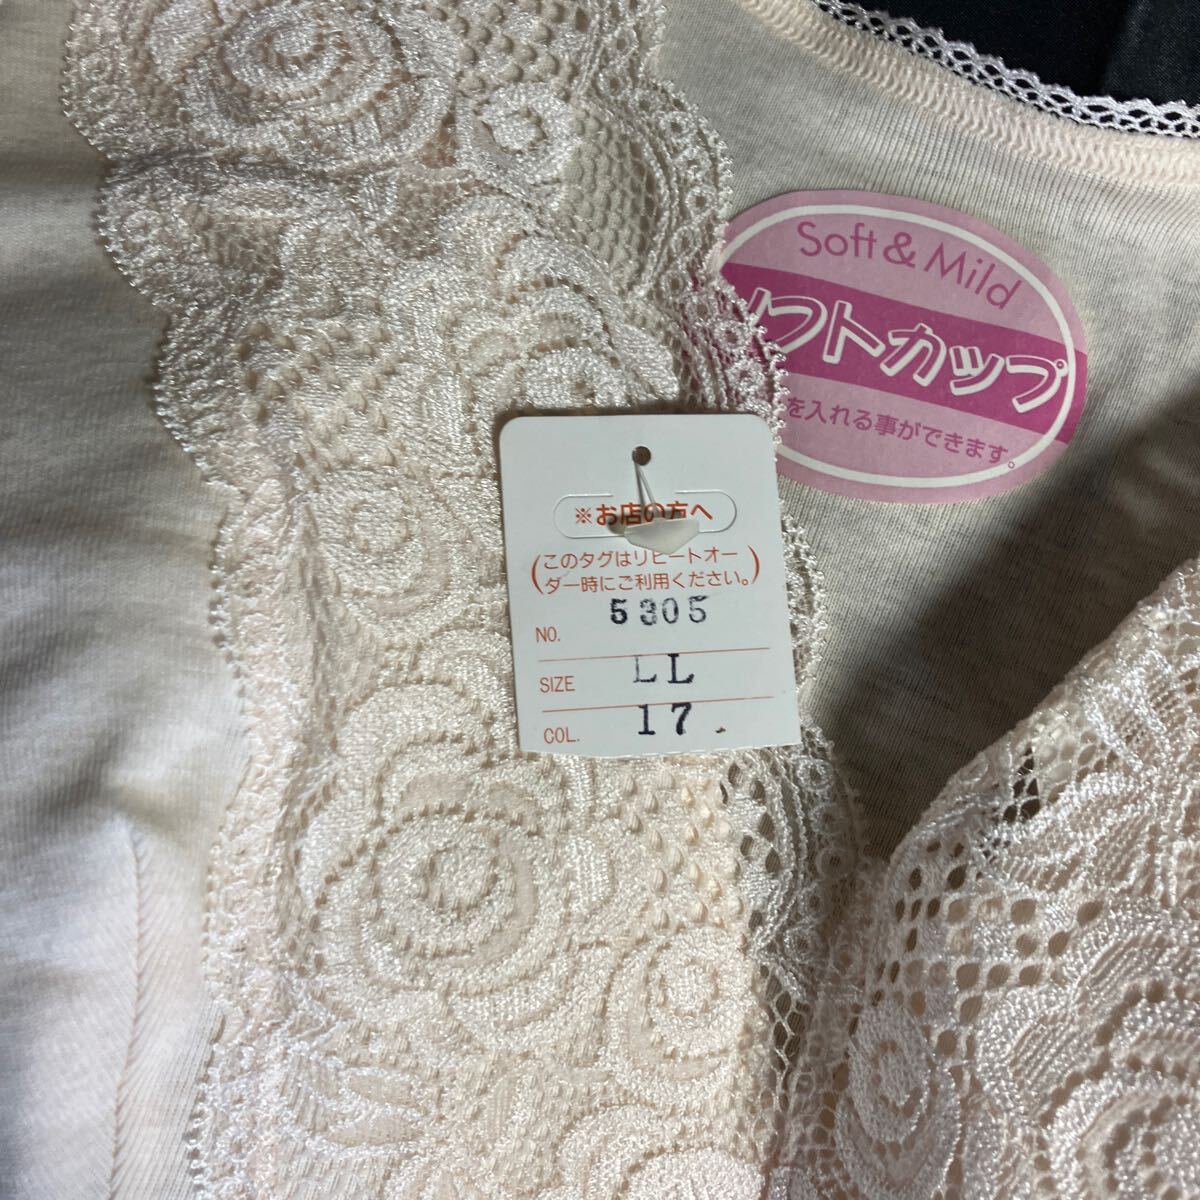 Soft & Mild
ソフトカップ
を入れる事ができます。
※お店の方へ
(このタグはリピートオー
ダー時にご利用ください。)
NO. 5305
SIZE LL
COL. 17